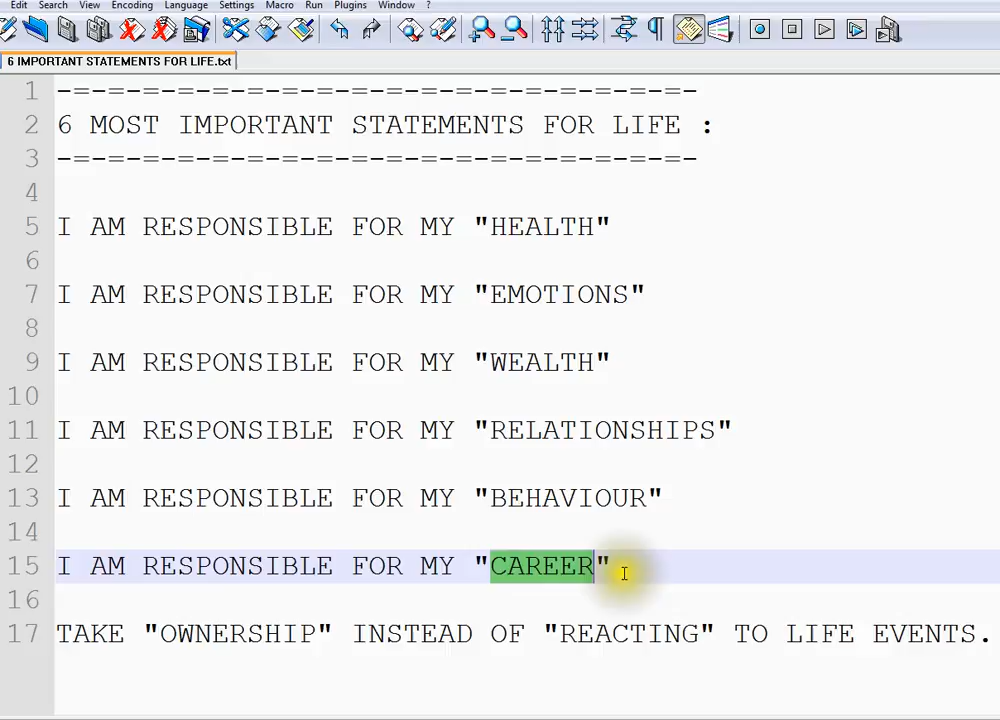 Edit Search View Encoding Language Settings Macro Run Plugins Window ?
6 IMPORTANT STATEMENTS FOR LIFE.txt
1 -=-=-=-=-=-=-=-=-=-=-=-=-=-=-=-=-=-=-
2 6 MOST IMPORTANT STATEMENTS FOR LIFE :
3 -=-=-=-=-=-=-=-=-=-=-=-=-=-=-=-=-=-=-
4
5 I AM RESPONSIBLE FOR MY "HEALTH"
6
7 I AM RESPONSIBLE FOR MY "EMOTIONS"
8
9 I AM RESPONSIBLE FOR MY "WEALTH"
10
11 I AM RESPONSIBLE FOR MY "RELATIONSHIPS"
12
13 I AM RESPONSIBLE FOR MY "BEHAVIOUR"
14
15 I AM RESPONSIBLE FOR MY "CAREER"
16
17 TAKE "OWNERSHIP" INSTEAD OF "REACTING" TO LIFE EVENTS.